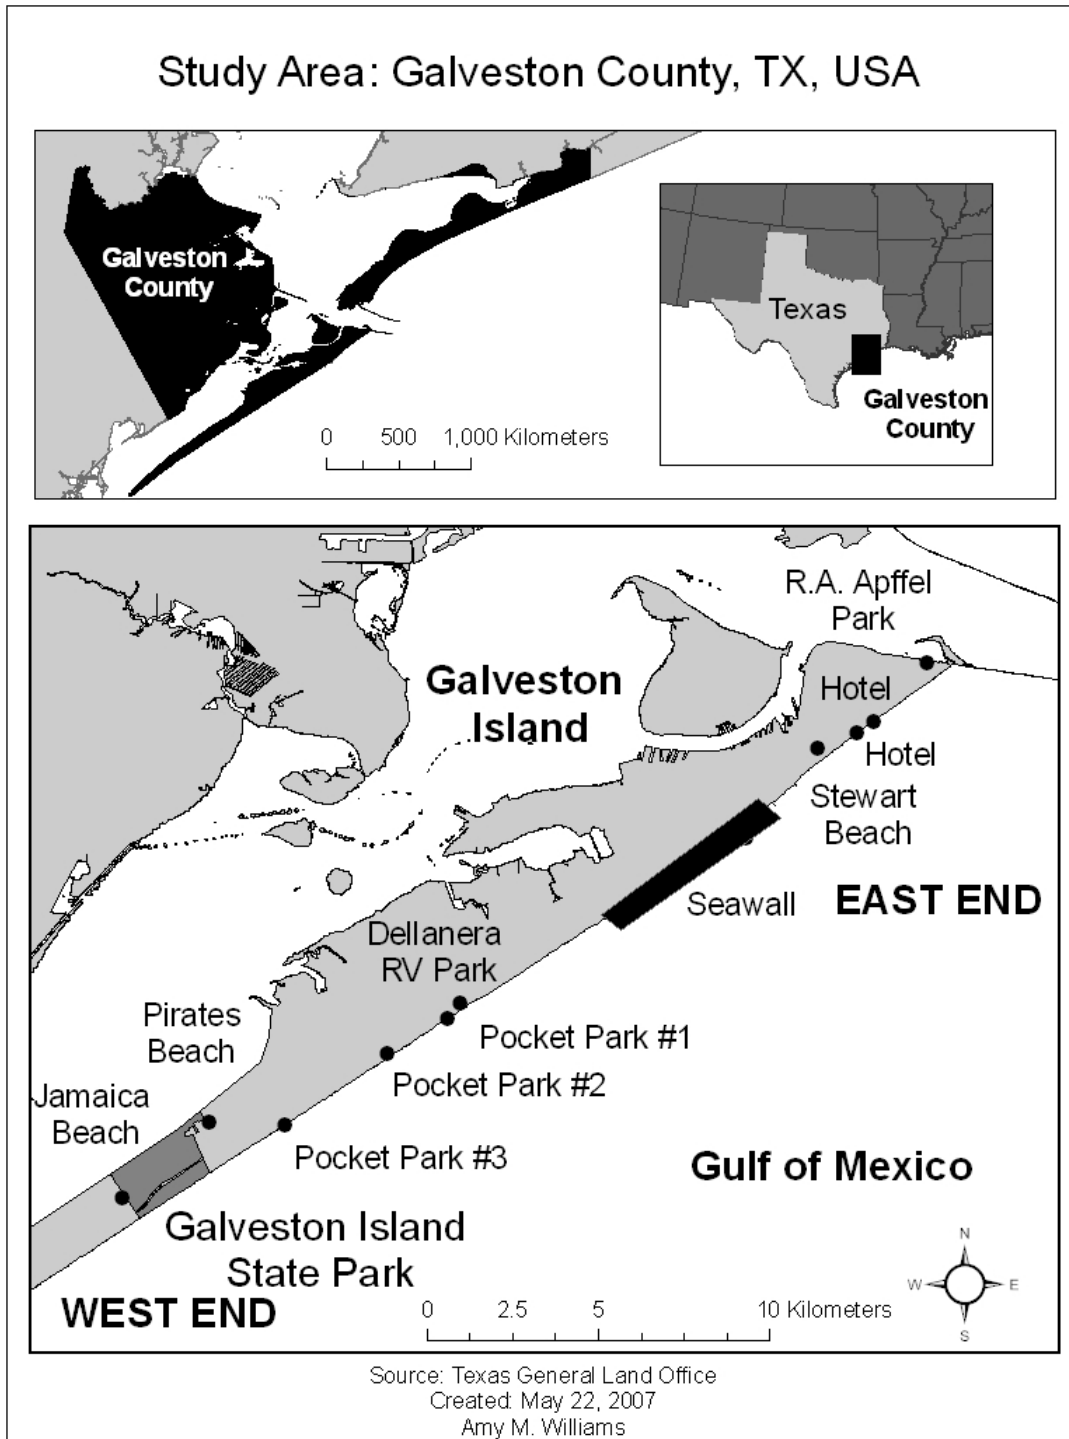 Study Area: Galveston County, TX, USA
Galveston
County
0 500 1,000 Kilometers
Texas
Galveston
County
R.A. Apffel
Park
Galveston
Island
Hotel
Hotel
Stewart
Beach
Seawall
EAST END
Dellanera
RV Park
Pirates
Beach
Pocket Park #1
Pocket Park #2
Jamaica
Beach
Pocket Park #3
Gulf of Mexico
Galveston Island
State Park
WEST END
0 2.5 5 10 Kilometers
N
W E
S
Source: Texas General Land Office
Created: May 22, 2007
Amy M. Williams